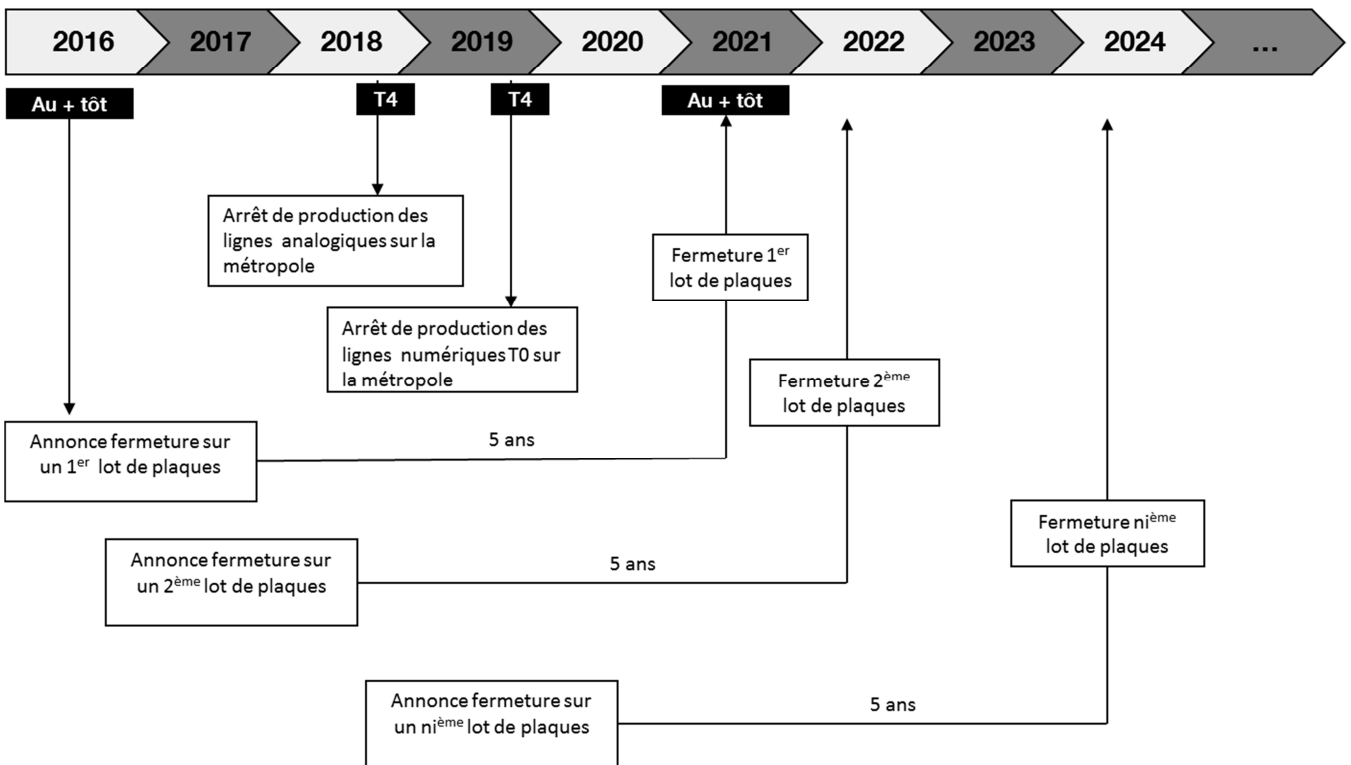 2016 2017 2018 2019 2020 2021 2022 2023 2024 ...
Au + tôt T4 T4 Au + tôt
Arrêt de production des
lignes analogiques sur la
métropole
Fermeture 1er
lot de plaques
Arrêt de production des
lignes numériques T0 sur
la métropole
Fermeture 2ème
lot de plaques
Annonce fermeture sur
un 1er lot de plaques
5 ans
Fermeture nième
lot de plaques
Annonce fermeture sur
un 2ème lot de plaques
5 ans
Annonce fermeture sur
un nième lot de plaques
5 ans